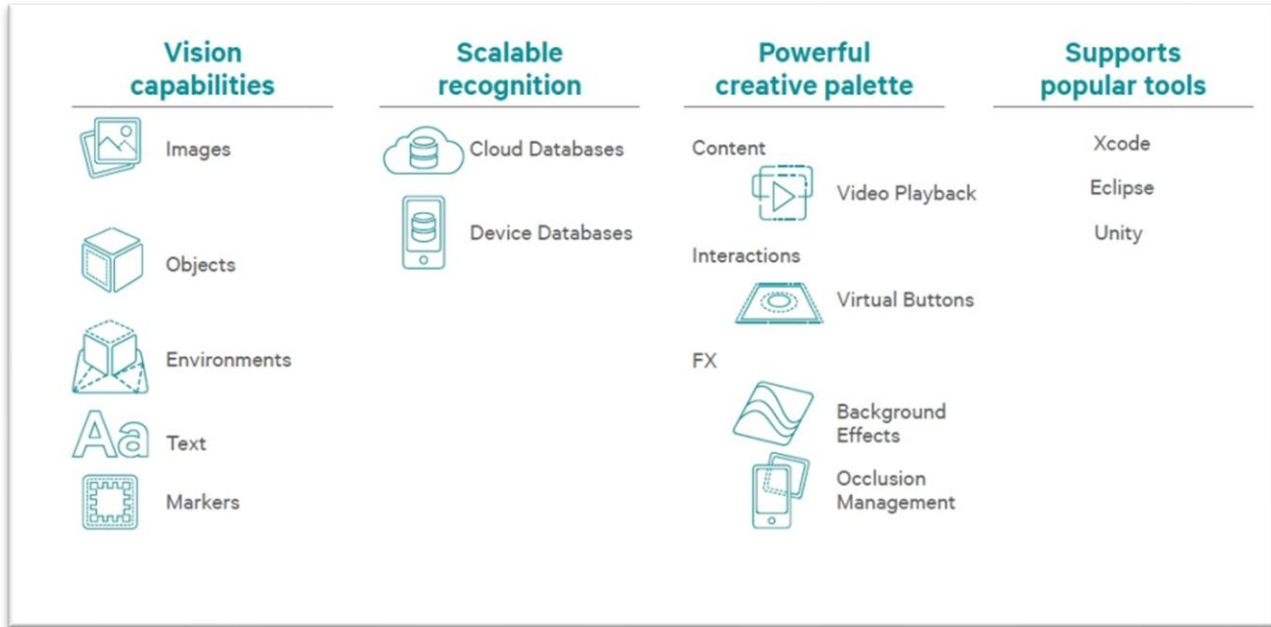 Vision
capabilities
Images
Objects
Environments
Aa
Text
Markers
Scalable
recognition
Cloud Databases
Device Databases
Powerful
creative palette
Content
Video Playback
Interactions
Virtual Buttons
FX
Background
Effects
Occlusion
Management
Supports
popular tools
Xcode
Eclipse
Unity